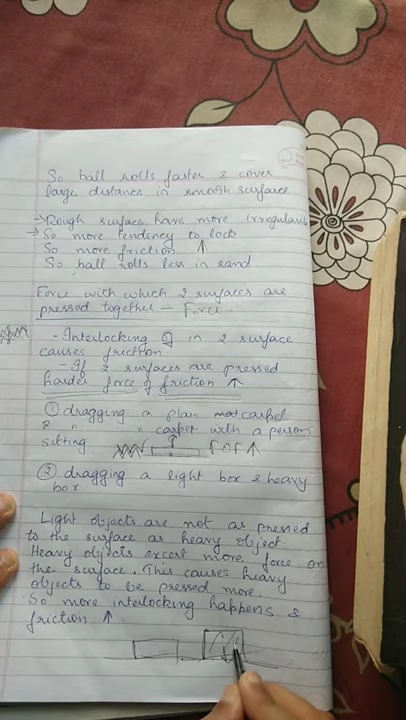 So ball rolls faster & cover
large distance in smooth surface
→ Rough surface have more irregularis
→ So more tendency to lock
So more friction ↑
So ball rolls less in sand.
Force with which 2 surfaces are
pressed together – Force
- Interlocking of in 2 surface
causes friction
- If 2 surfaces are pressed
harder force of friction ↑
① dragging a plain mat carpet
& " " carpet with a person
sitting F or F ↑
② dragging a light box & heavy
box
Light objects are not as pressed
to the surface as heavy object.
Heavy objects excert more force on
the surface. This causes heavy
objects to be pressed more.
So more interlocking happens &
friction ↑